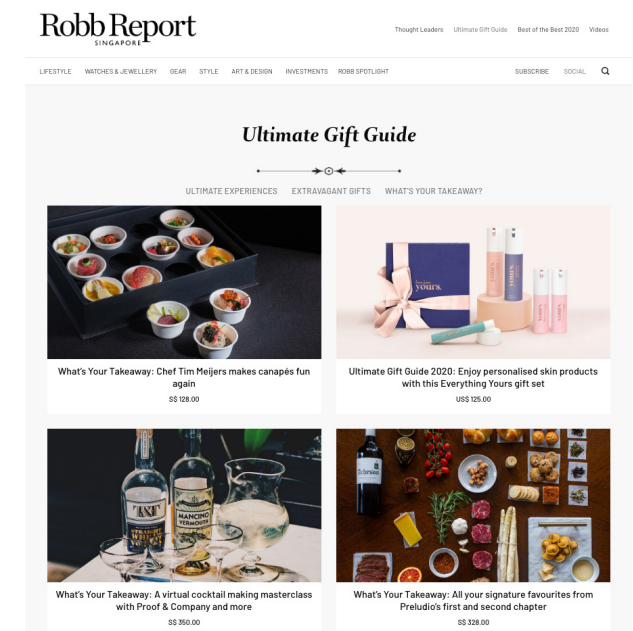 Robb Report
SINGAPORE
Thought Leaders Ultimate Gift Guide Best of the Best 2020 Videos
LIFESTYLE WATCHES & JEWELLERY GEAR STYLE ART & DESIGN INVESTMENTS ROBB SPOTLIGHT SUBSCRIBE SOCIAL
Ultimate Gift Guide
ULTIMATE EXPERIENCES EXTRAVAGANT GIFTS WHAT'S YOUR TAKEAWAY?
yours.
What's Your Takeaway: Chef Tim Meijers makes canapés fun
again
S$ 128.00
Ultimate Gift Guide 2020: Enjoy personalised skin products
with this Everything Yours gift set
US$ 125.00
MANCINO
VERMOUTH
STRAIGHT
WHEAT
What's Your Takeaway: A virtual cocktail making masterclass
with Proof & Company and more
S$ 350.00
What's Your Takeaway: All your signature favourites from
Preludio's first and second chapter
S$ 328.00